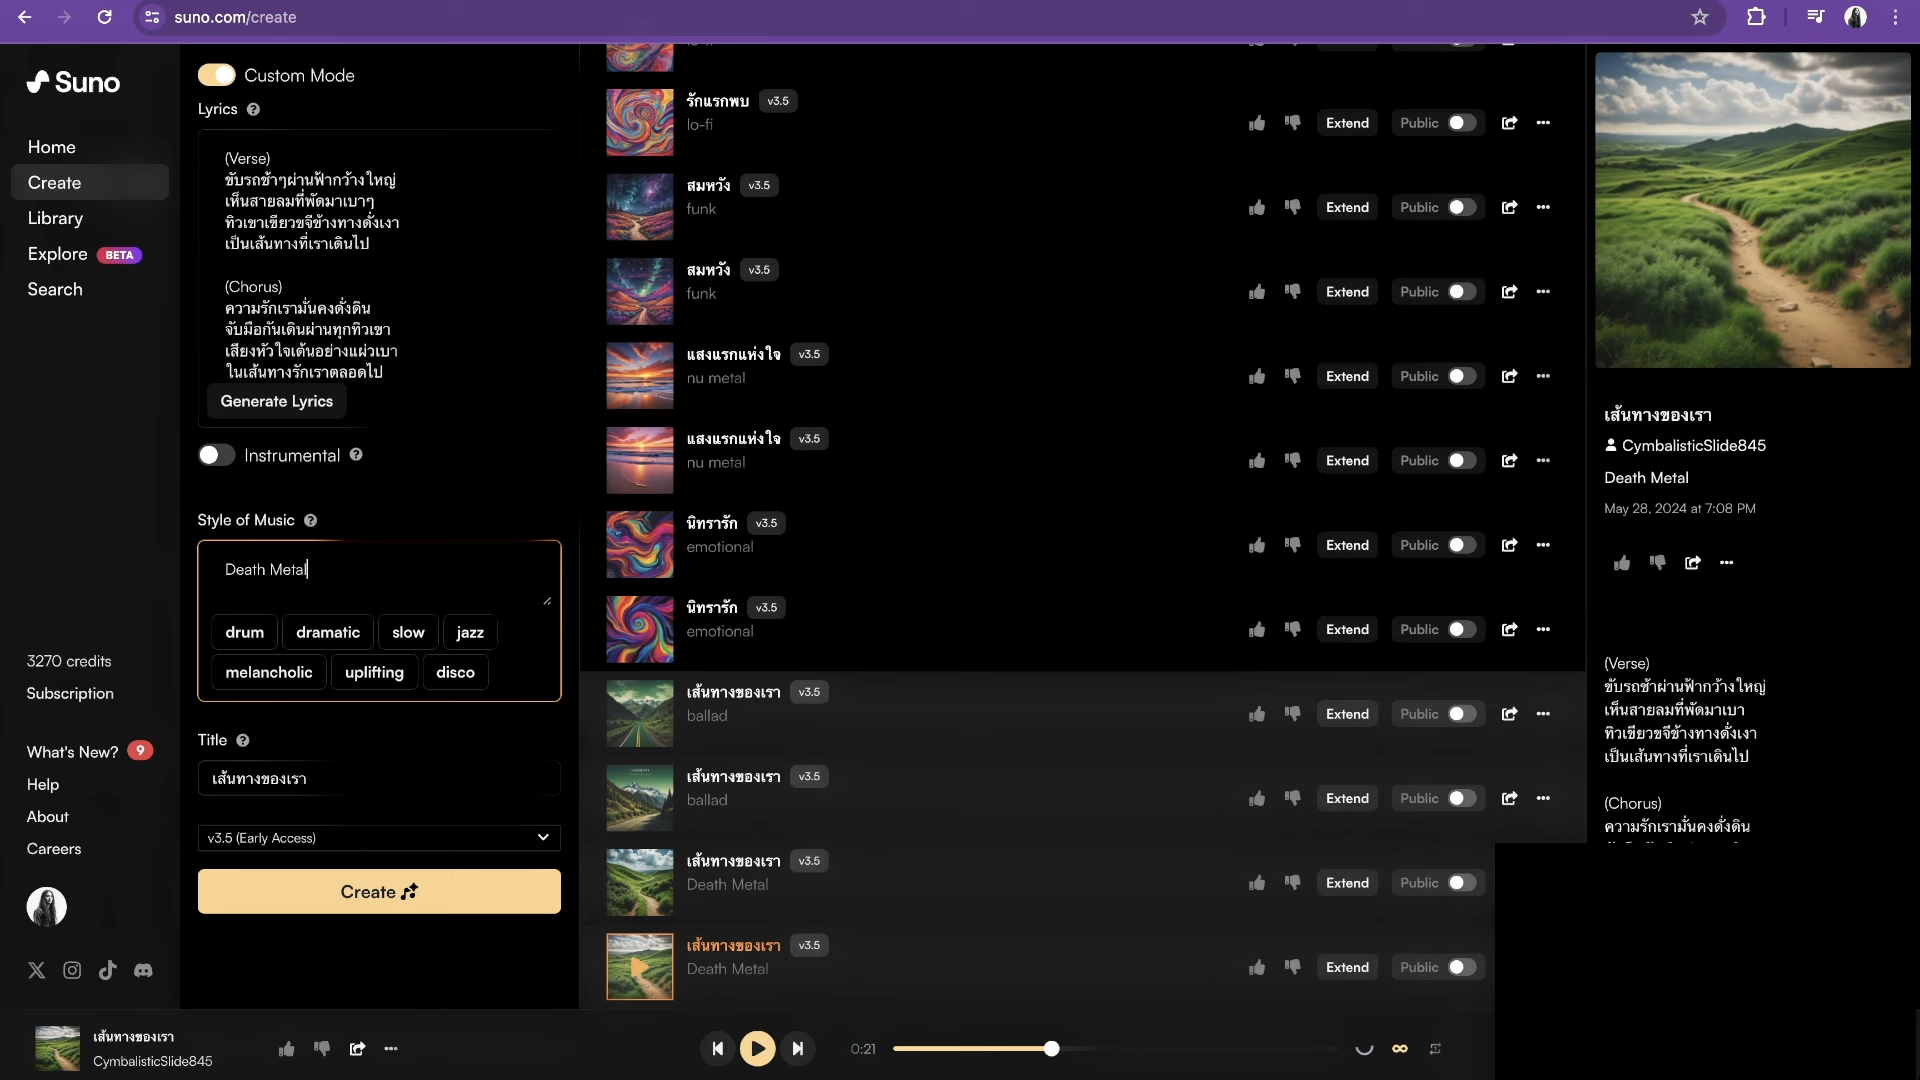 suno.com/create
Suno
Home
Create
Library
Explore BETA
Search
3270 credits
Subscription
What's New? 9
Help
About
Careers
Custom Mode
Lyrics
(Verse)
ขับรถช้าๆผ่านฟ้ากว้างใหญ่
เห็นสายลมที่พัดมาเบาๆ
ทิวเขาเขียวขจีข้างทางดั่งเงา
เป็นเส้นทางที่เราเดินไป
(Chorus)
ความรักเรามั่นคงดั่งดิน
จับมือกันเดินผ่านทุกทิวเขา
เสียงหัวใจเต้นอย่างแผ่วเบา
ในเส้นทางรักเราตลอดไป
Generate Lyrics
Instrumental
Style of Music
Death Metal
drum dramatic slow jazz
melancholic uplifting disco
Title
เส้นทางของเรา
v3.5 (Early Access)
Create
รักแรกพบ v3.5
lo-fi
Extend Public
สมหวัง v3.5
funk
Extend Public
สมหวัง v3.5
funk
Extend Public
แสงแรกแห่งใจ v3.5
nu metal
Extend Public
แสงแรกแห่งใจ v3.5
nu metal
Extend Public
นิทรารัก v3.5
emotional
Extend Public
นิทรารัก v3.5
emotional
Extend Public
เส้นทางของเรา v3.5
ballad
Extend Public
เส้นทางของเรา v3.5
ballad
Extend Public
เส้นทางของเรา v3.5
Death Metal
Extend Public
เส้นทางของเรา v3.5
Death Metal
Extend Public
เส้นทางของเรา
CymbalisticSlide845
Death Metal
May 28, 2024 at 7:08 PM
(Verse)
ขับรถช้าผ่านฟ้ากว้างใหญ่
เห็นสายลมที่พัดมาเบา
ทิวเขียวขจีข้างทางดั่งเงา
เป็นเส้นทางที่เราเดินไป
(Chorus)
ความรักเรามั่นคงดั่งดิน
เส้นทางของเรา
CymbalisticSlide845
0:21